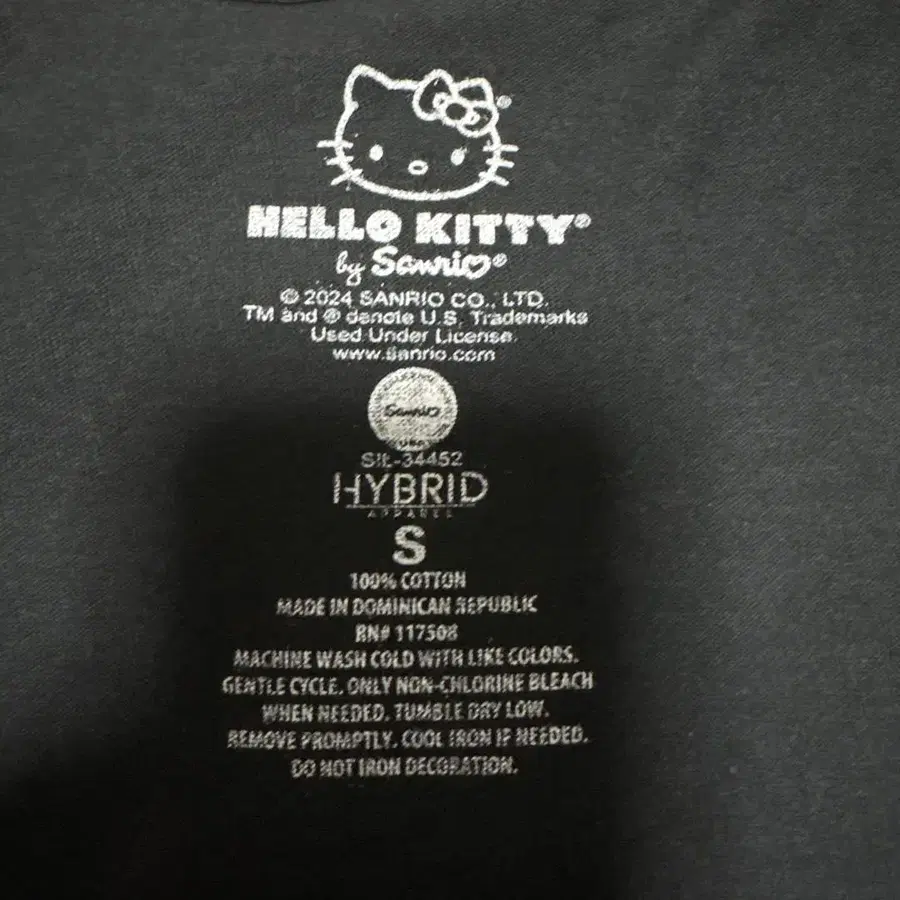 HELLO KITTY®
by Sanrio®
© 2024 SANRIO CO., LTD.
TM and ® denote U.S. Trademarks
Used Under License.
www.sanrio.com
Sanrio
SIL-34452
HYBRID
APPAREL
S
100% COTTON
MADE IN DOMINICAN REPUBLIC
RN# 117508
MACHINE WASH COLD WITH LIKE COLORS.
GENTLE CYCLE. ONLY NON-CHLORINE BLEACH
WHEN NEEDED. TUMBLE DRY LOW.
REMOVE PROMPTLY. COOL IRON IF NEEDED.
DO NOT IRON DECORATION.